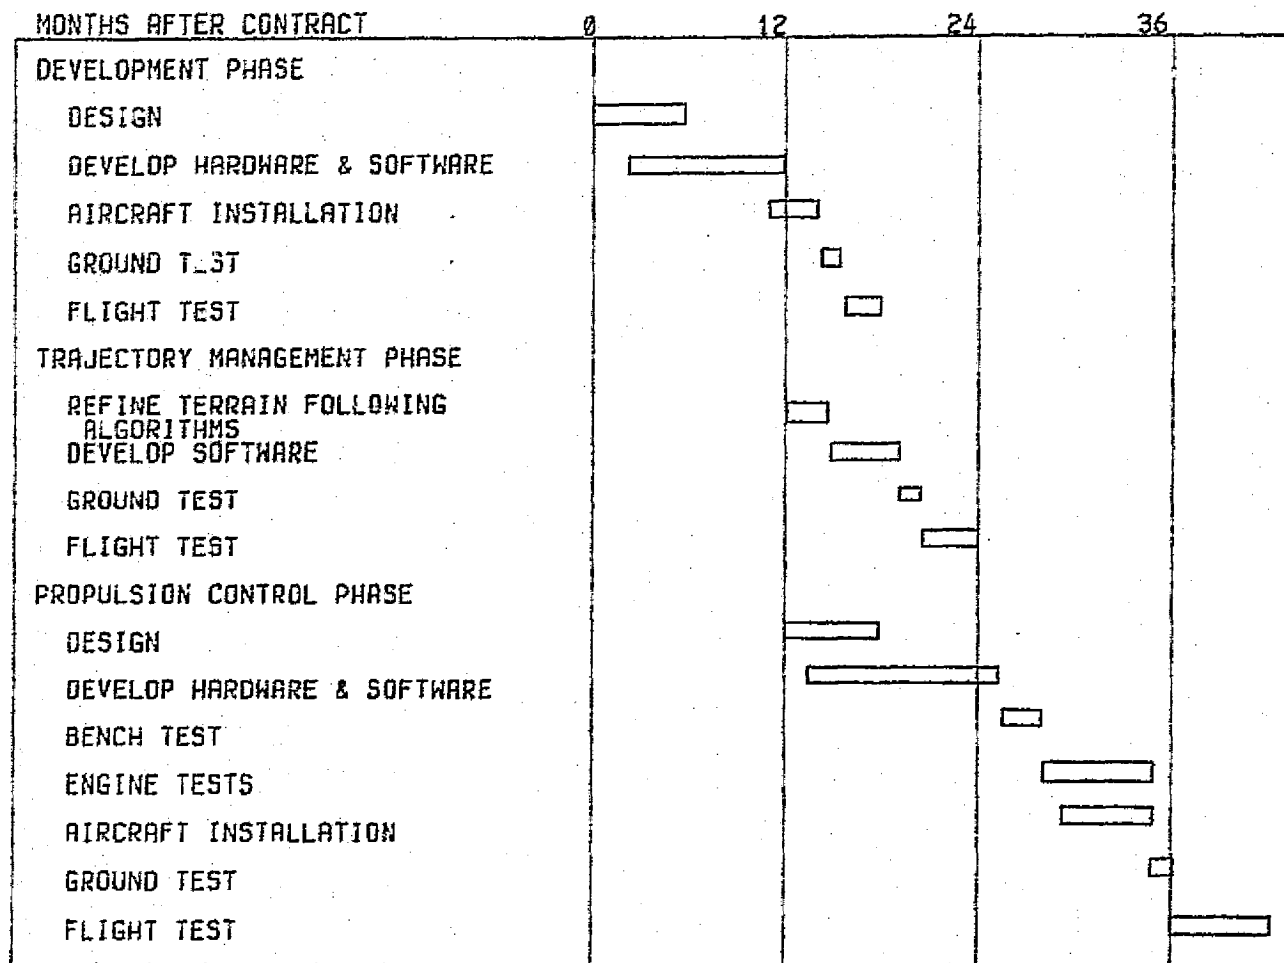 MONTHS AFTER CONTRACT 0 12 24 36
DEVELOPMENT PHASE
DESIGN
DEVELOP HARDWARE & SOFTWARE
AIRCRAFT INSTALLATION
GROUND TEST
FLIGHT TEST
TRAJECTORY MANAGEMENT PHASE
REFINE TERRAIN FOLLOWING
ALGORITHMS
DEVELOP SOFTWARE
GROUND TEST
FLIGHT TEST
PROPULSION CONTROL PHASE
DESIGN
DEVELOP HARDWARE & SOFTWARE
BENCH TEST
ENGINE TESTS
AIRCRAFT INSTALLATION
GROUND TEST
FLIGHT TEST